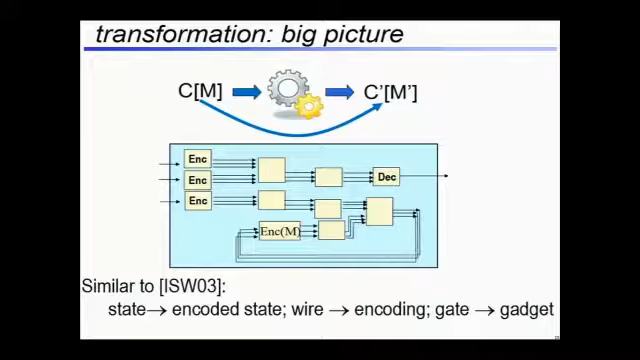 transformation: big picture
C[M]
C'[M']
Enc
Enc
Dec
Enc
Enc(M)
Similar to [ISW03]:
state→ encoded state; wire → encoding; gate → gadget